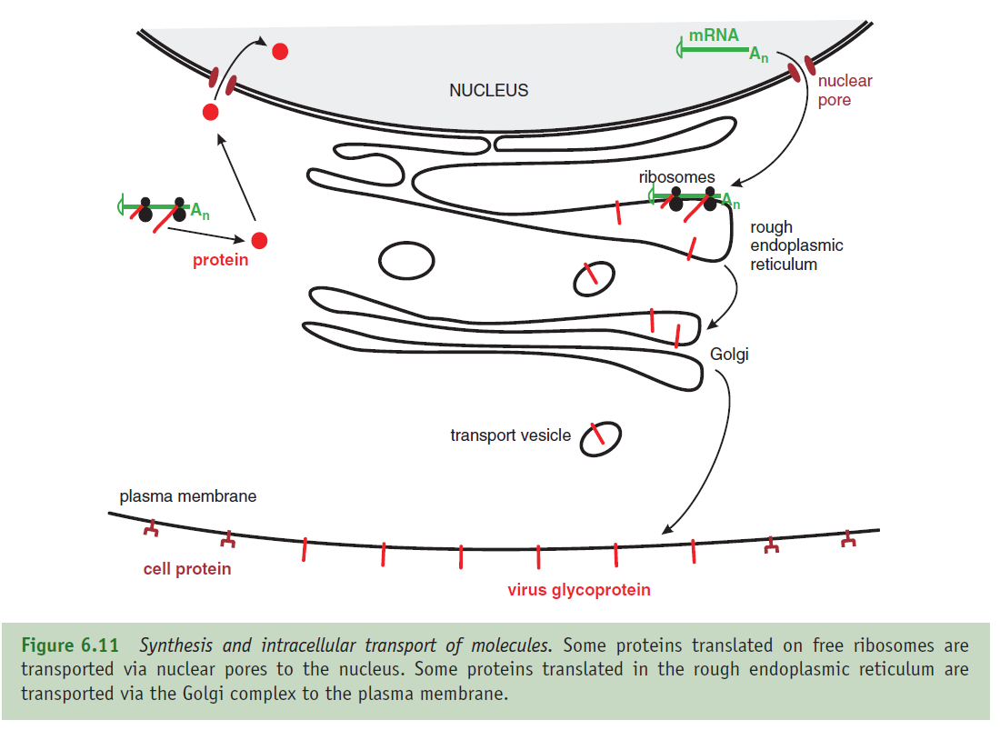 mRNA
An
NUCLEUS
nuclear
pore
ribosomes
An
An
rough
endoplasmic
reticulum
protein
Golgi
transport vesicle
plasma membrane
cell protein
virus glycoprotein
Figure 6.11 Synthesis and intracellular transport of molecules. Some proteins translated on free ribosomes are
transported via nuclear pores to the nucleus. Some proteins translated in the rough endoplasmic reticulum are
transported via the Golgi complex to the plasma membrane.